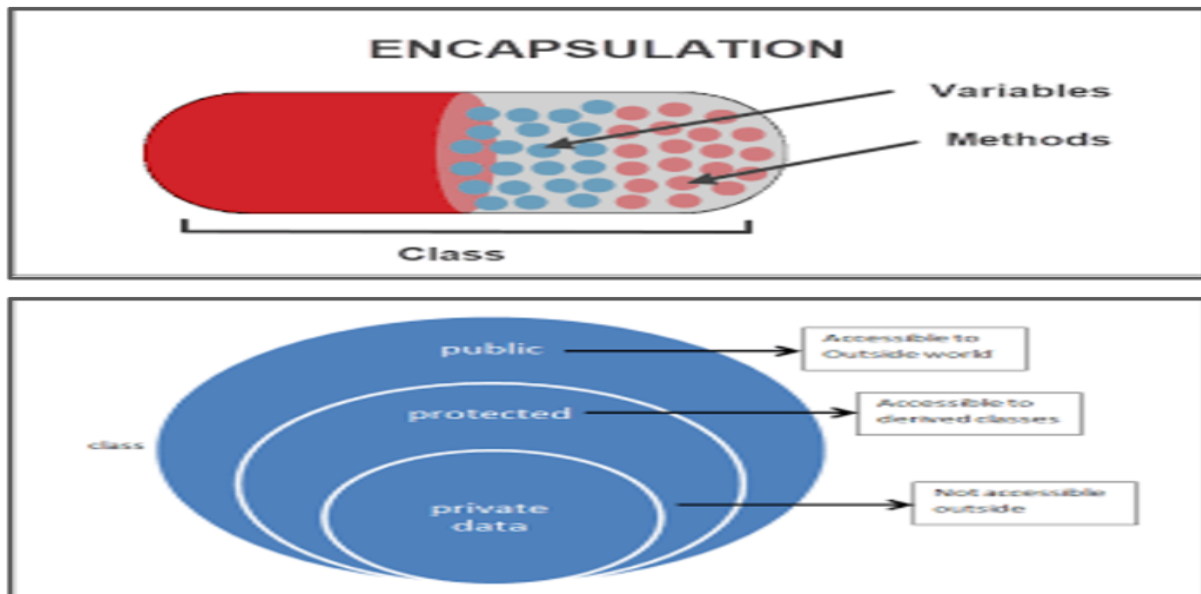 ENCAPSULATION
Variables
Methods
Class
public
Accessible to
Outside world
protected
Accessible to
derived classes
class
private
data
Not accessible
outside